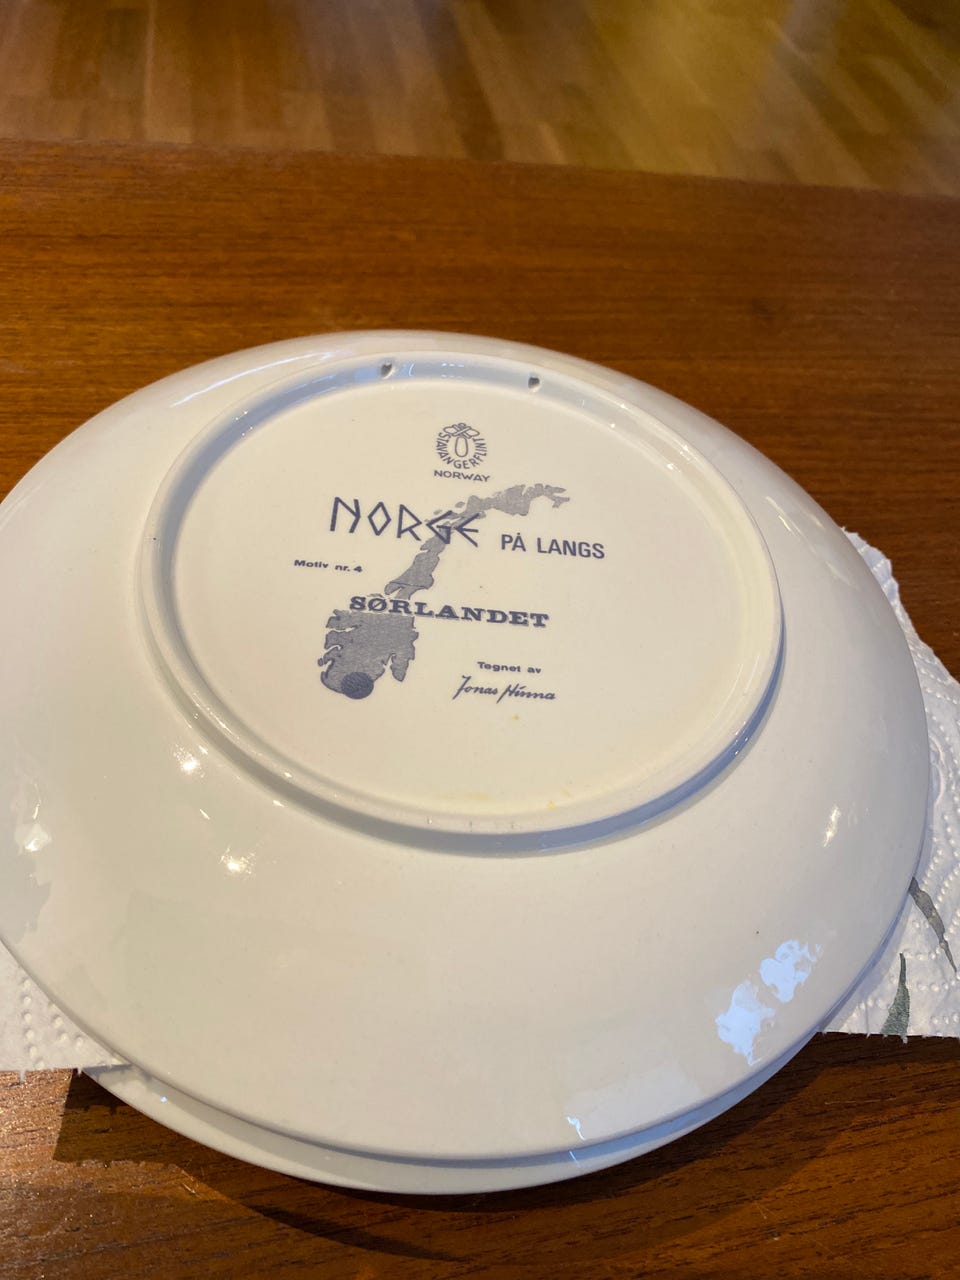 STAVANGERFLINT
NORWAY
NORGE PÅ LANGS
Motiv nr. 4
SØRLANDET
Tegnet av
Jonas Hinna